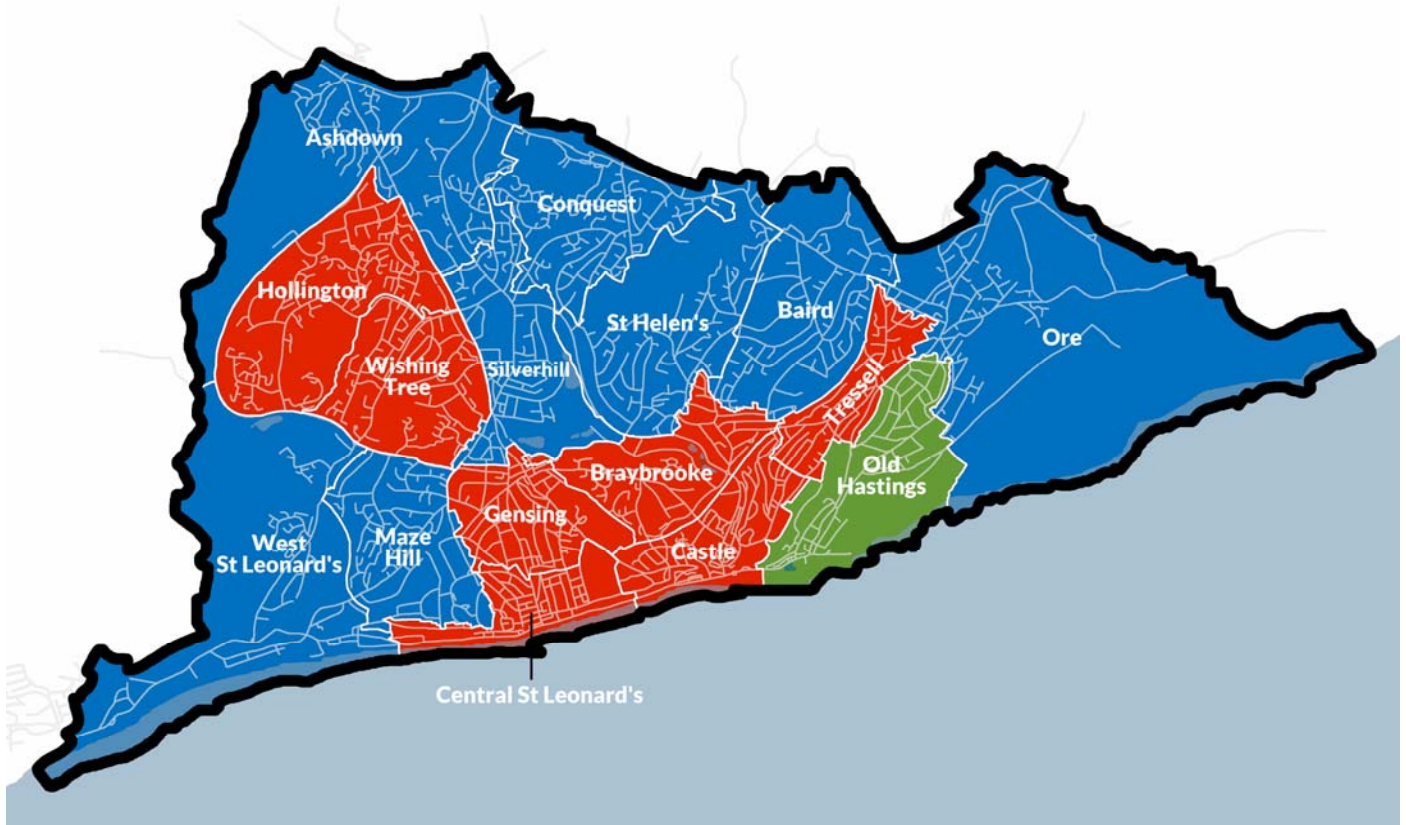 Ashdown
Conquest
Hollington
St Helen's
Baird
Ore
Wishing
Tree
Silverhill
Tressell
Old
Hastings
Braybrooke
Gensing
West
St Leonard's
Maze
Hill
Castle
Central St Leonard's